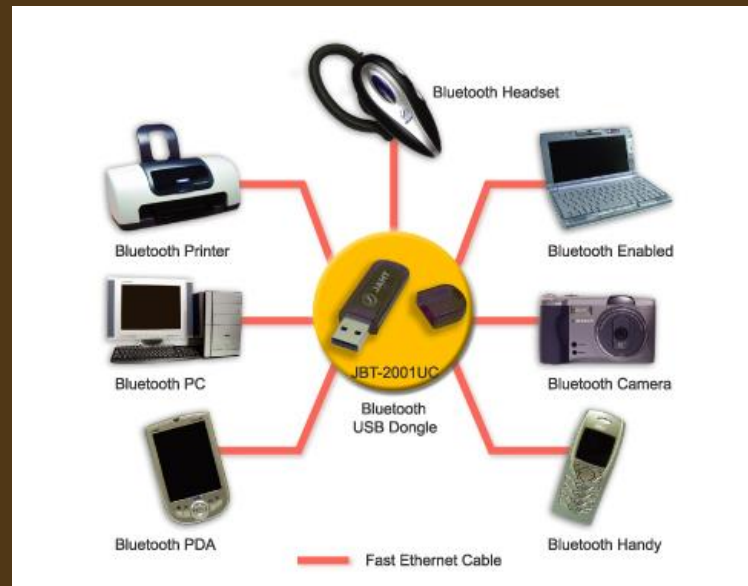 Bluetooth Headset
Bluetooth Printer
Bluetooth Enabled
JAHT
Bluetooth PC
JBT-2001UC
Bluetooth Camera
Bluetooth
USB Dongle
Bluetooth PDA
Bluetooth Handy
Fast Ethernet Cable